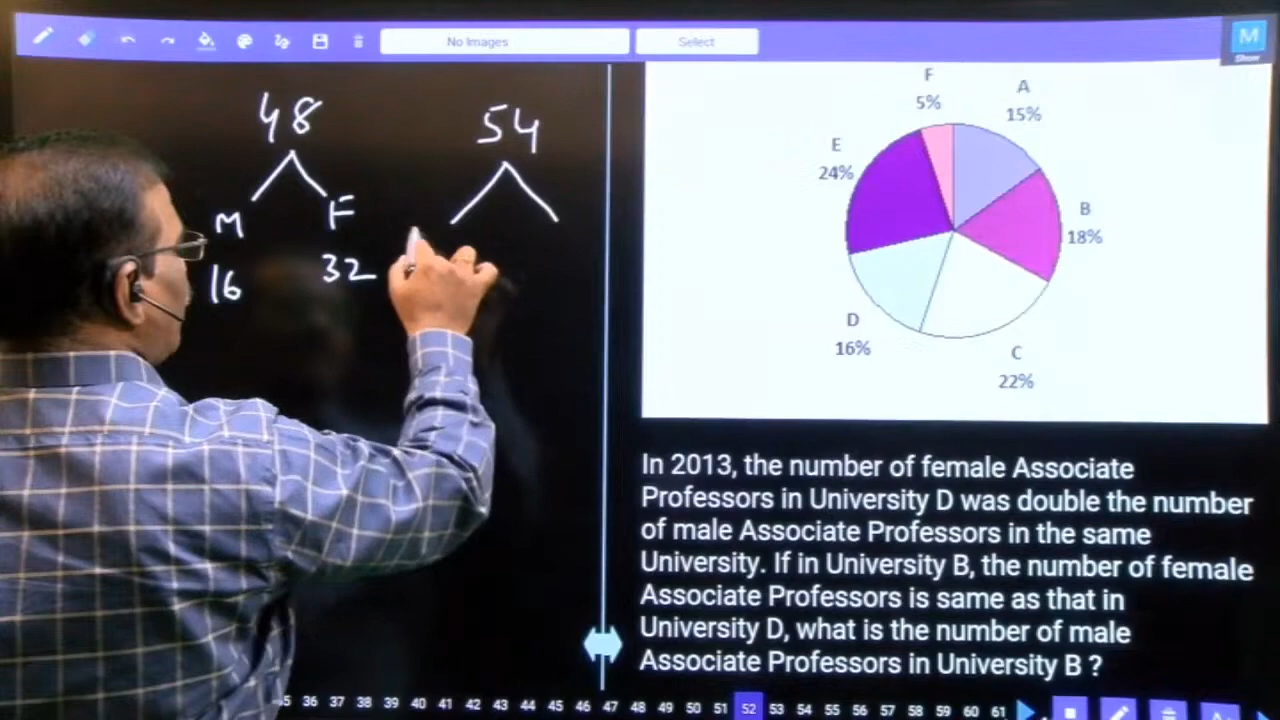 No Images
Select
M
Show
48
M
F
16
32
54
F
5%
A
15%
E
24%
B
18%
D
16%
C
22%
In 2013, the number of female Associate
Professors in University D was double the number
of male Associate Professors in the same
University. If in University B, the number of female
Associate Professors is same as that in
University D, what is the number of male
Associate Professors in University B ?
36 37 38 39 40 41 42 43 44 45 46 47 48 49 50 51 52 53 54 55 56 57 58 59 60 61